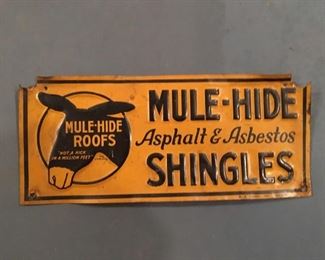 MULE-HIDE
ROOFS
"NOT A KICK
IN A MILLION FEET"
MULE-HIDE
Asphalt & Asbestos
SHINGLES